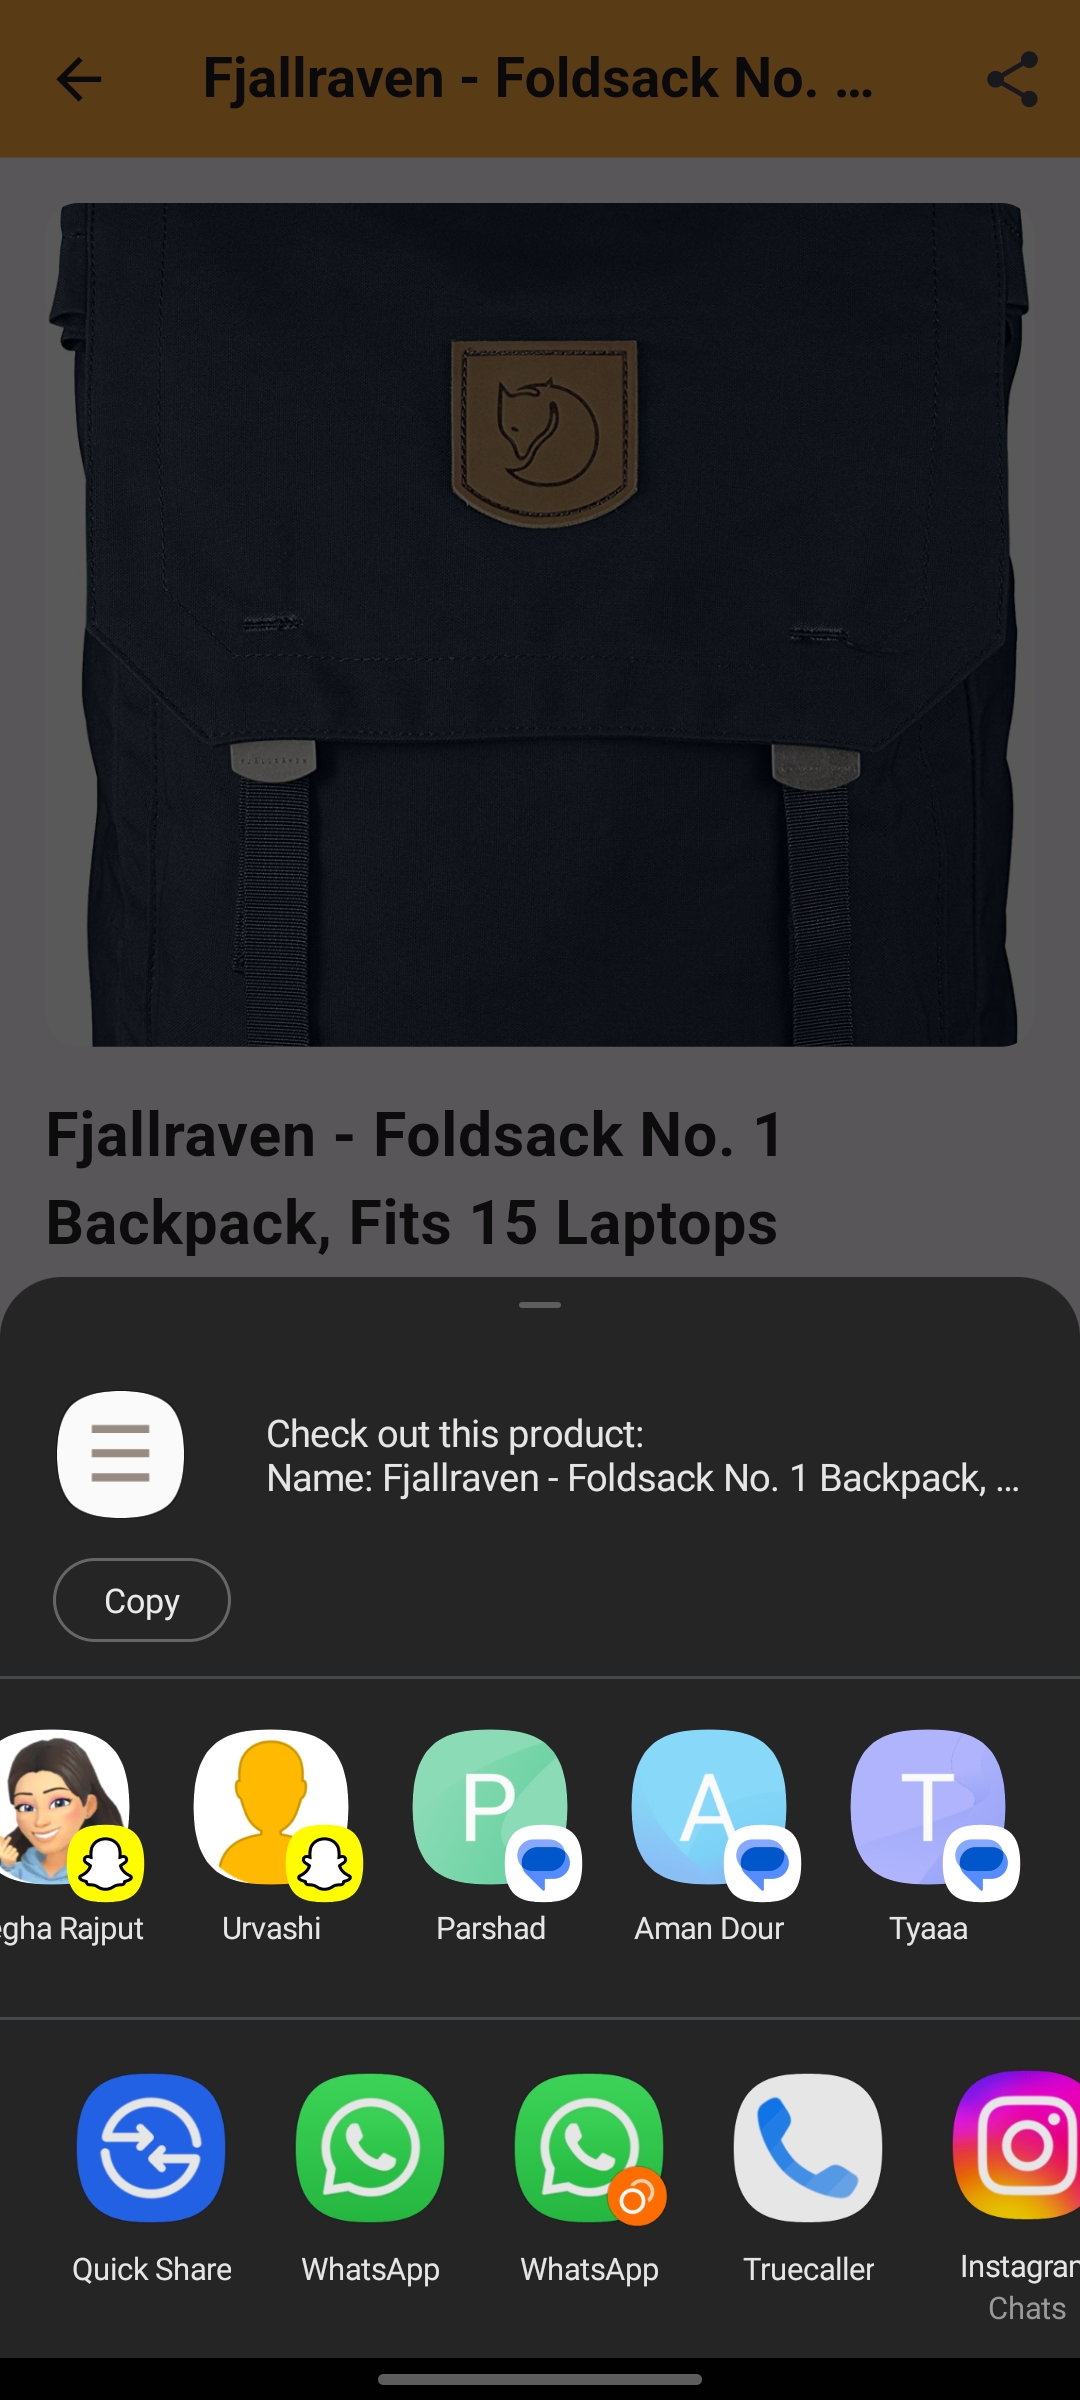 Fjallraven - Foldsack No. ...
Fjallraven - Foldsack No. 1
Backpack, Fits 15 Laptops
Check out this product:
Name: Fjallraven - Foldsack No. 1 Backpack, ...
Copy
egha Rajput
Urvashi
P
Parshad
A
Aman Dour
T
Tyaaa
Quick Share
WhatsApp
WhatsApp
Truecaller
Instagram
Chats